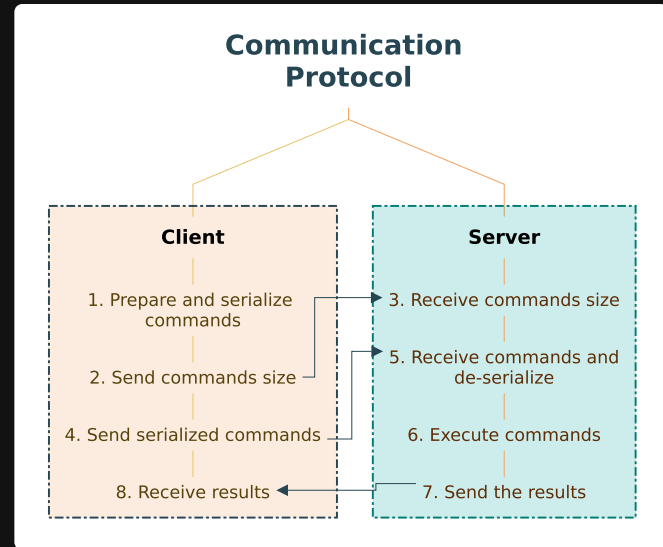 Communication
Protocol
Client
1. Prepare and serialize
commands
2. Send commands size
4. Send serialized commands
8. Receive results
Server
3. Receive commands size
5. Receive commands and
de-serialize
6. Execute commands
7. Send the results